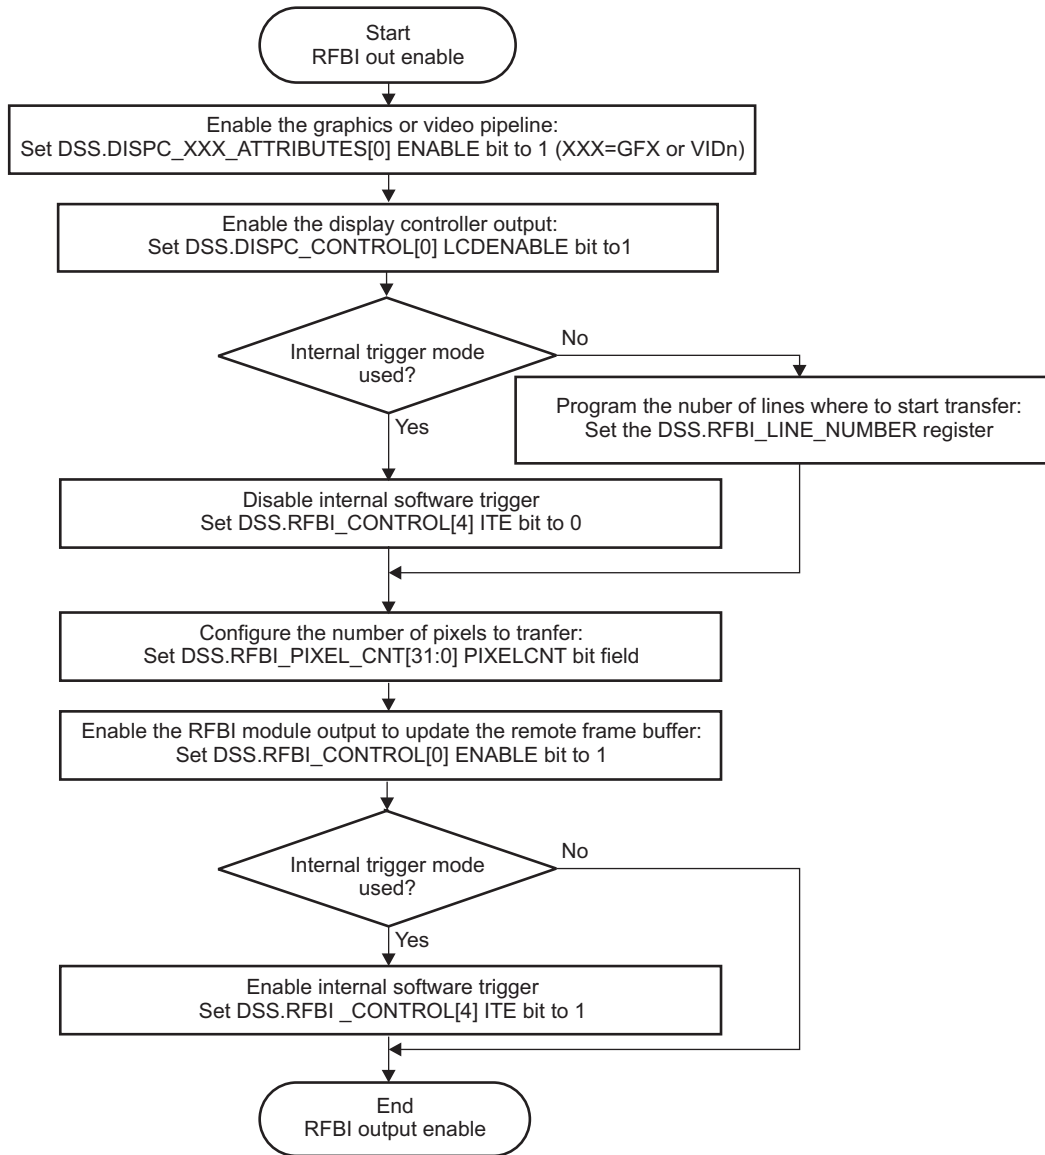 Start
RFBI out enable
Enable the graphics or video pipeline:
Set DSS.DISPC_XXX_ATTRIBUTES[0] ENABLE bit to 1 (XXX=GFX or VIDn)
Enable the display controller output:
Set DSS.DISPC_CONTROL[0] LCDENABLE bit to1
Internal trigger mode
used?
No
Yes
Program the nuber of lines where to start transfer:
Set the DSS.RFBI_LINE_NUMBER register
Disable internal software trigger
Set DSS.RFBI_CONTROL[4] ITE bit to 0
Configure the number of pixels to tranfer:
Set DSS.RFBI_PIXEL_CNT[31:0] PIXELCNT bit field
Enable the RFBI module output to update the remote frame buffer:
Set DSS.RFBI_CONTROL[0] ENABLE bit to 1
Internal trigger mode
used?
No
Yes
Enable internal software trigger
Set DSS.RFBI _CONTROL[4] ITE bit to 1
End
RFBI output enable